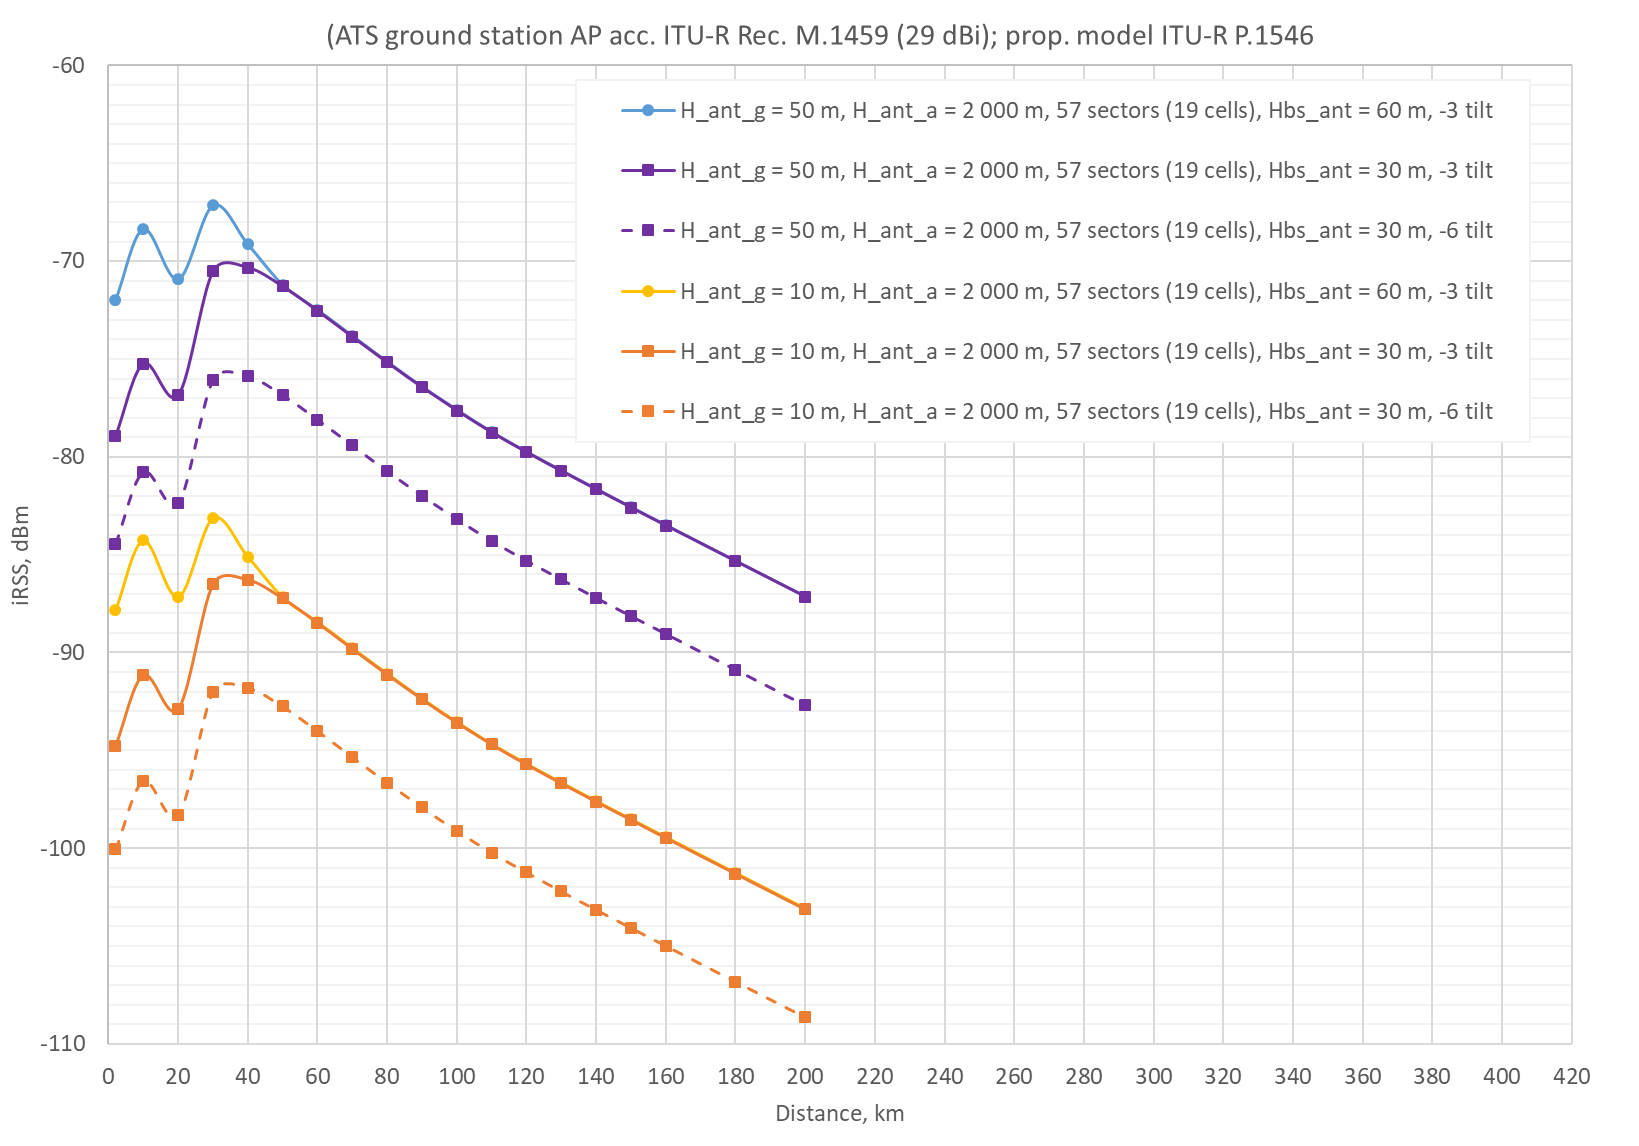 (ATS ground station AP acc. ITU-R Rec. M.1459 (29 dBi); prop. model ITU-R P.1546
-60
-70
-80
-90
-100
-110
iRSS, dBm
H_ant_g = 50 m, H_ant_a = 2 000 m, 57 sectors (19 cells), Hbs_ant = 60 m, -3 tilt
H_ant_g = 50 m, H_ant_a = 2 000 m, 57 sectors (19 cells), Hbs_ant = 30 m, -3 tilt
H_ant_g = 50 m, H_ant_a = 2 000 m, 57 sectors (19 cells), Hbs_ant = 30 m, -6 tilt
H_ant_g = 10 m, H_ant_a = 2 000 m, 57 sectors (19 cells), Hbs_ant = 60 m, -3 tilt
H_ant_g = 10 m, H_ant_a = 2 000 m, 57 sectors (19 cells), Hbs_ant = 30 m, -3 tilt
H_ant_g = 10 m, H_ant_a = 2 000 m, 57 sectors (19 cells), Hbs_ant = 30 m, -6 tilt
0 20 40 60 80 100 120 140 160 180 200 220 240 260 280 300 320 340 360 380 400 420
Distance, km